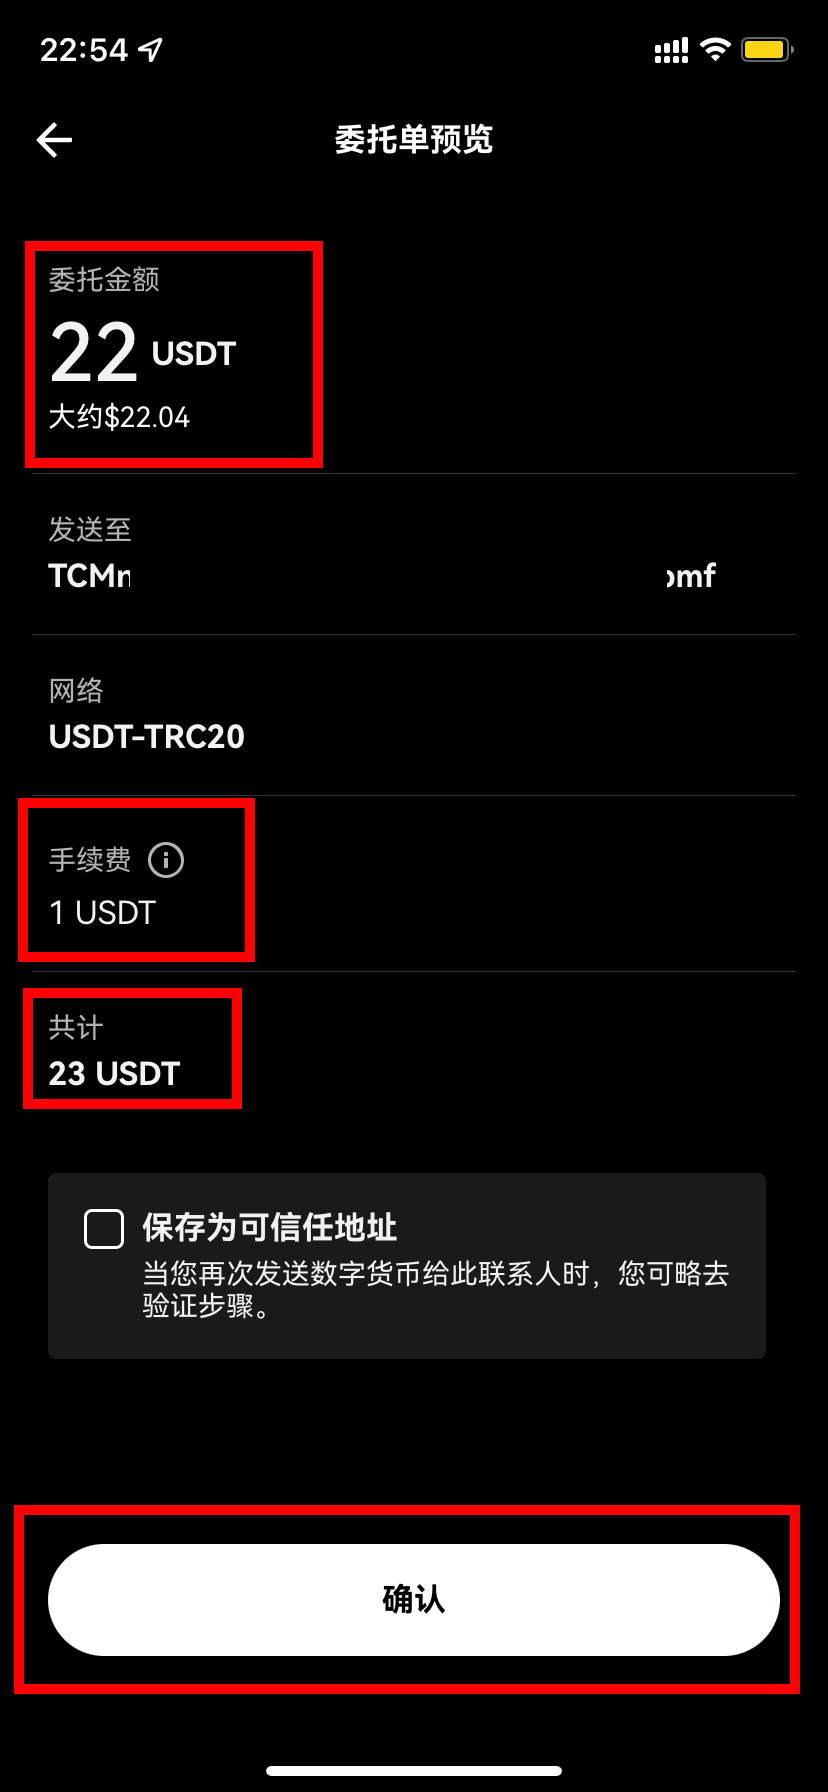 22:54
委托单预览
委托金额
22 USDT
大约$22.04
发送至
TCMn mf
网络
USDT-TRC20
手续费
1 USDT
共计
23 USDT
保存为可信任地址
当您再次发送数字货币给此联系人时，您可略去
验证步骤。
确认